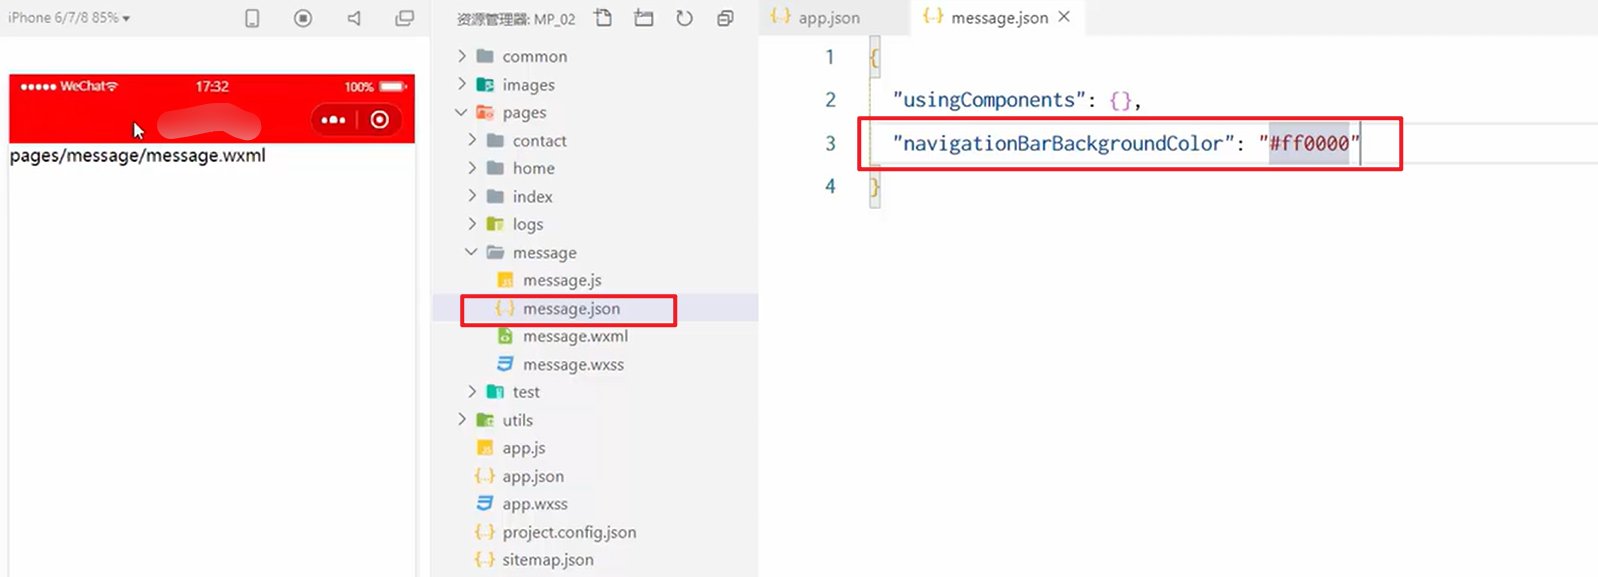 iPhone 6/7/8 85%
WeChat
17:32
100%
pages/message/message.wxml
资源管理器: MP_02
common
images
pages
contact
home
index
logs
message
message.js
message.json
message.wxml
message.wxss
test
utils
app.js
app.json
app.wxss
project.config.json
sitemap.json
app.json
message.json
1 {
2 "usingComponents": {},
3 "navigationBarBackgroundColor": "#ff0000"
4 }